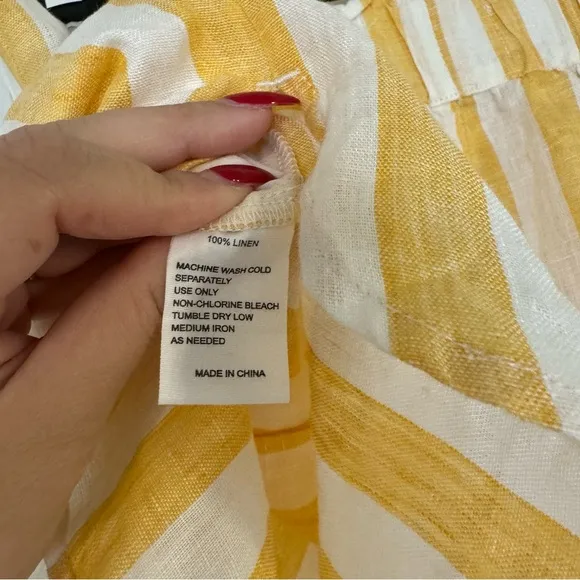 100% LINEN
MACHINE WASH COLD
SEPARATELY
USE ONLY
NON-CHLORINE BLEACH
TUMBLE DRY LOW
MEDIUM IRON
AS NEEDED
MADE IN CHINA